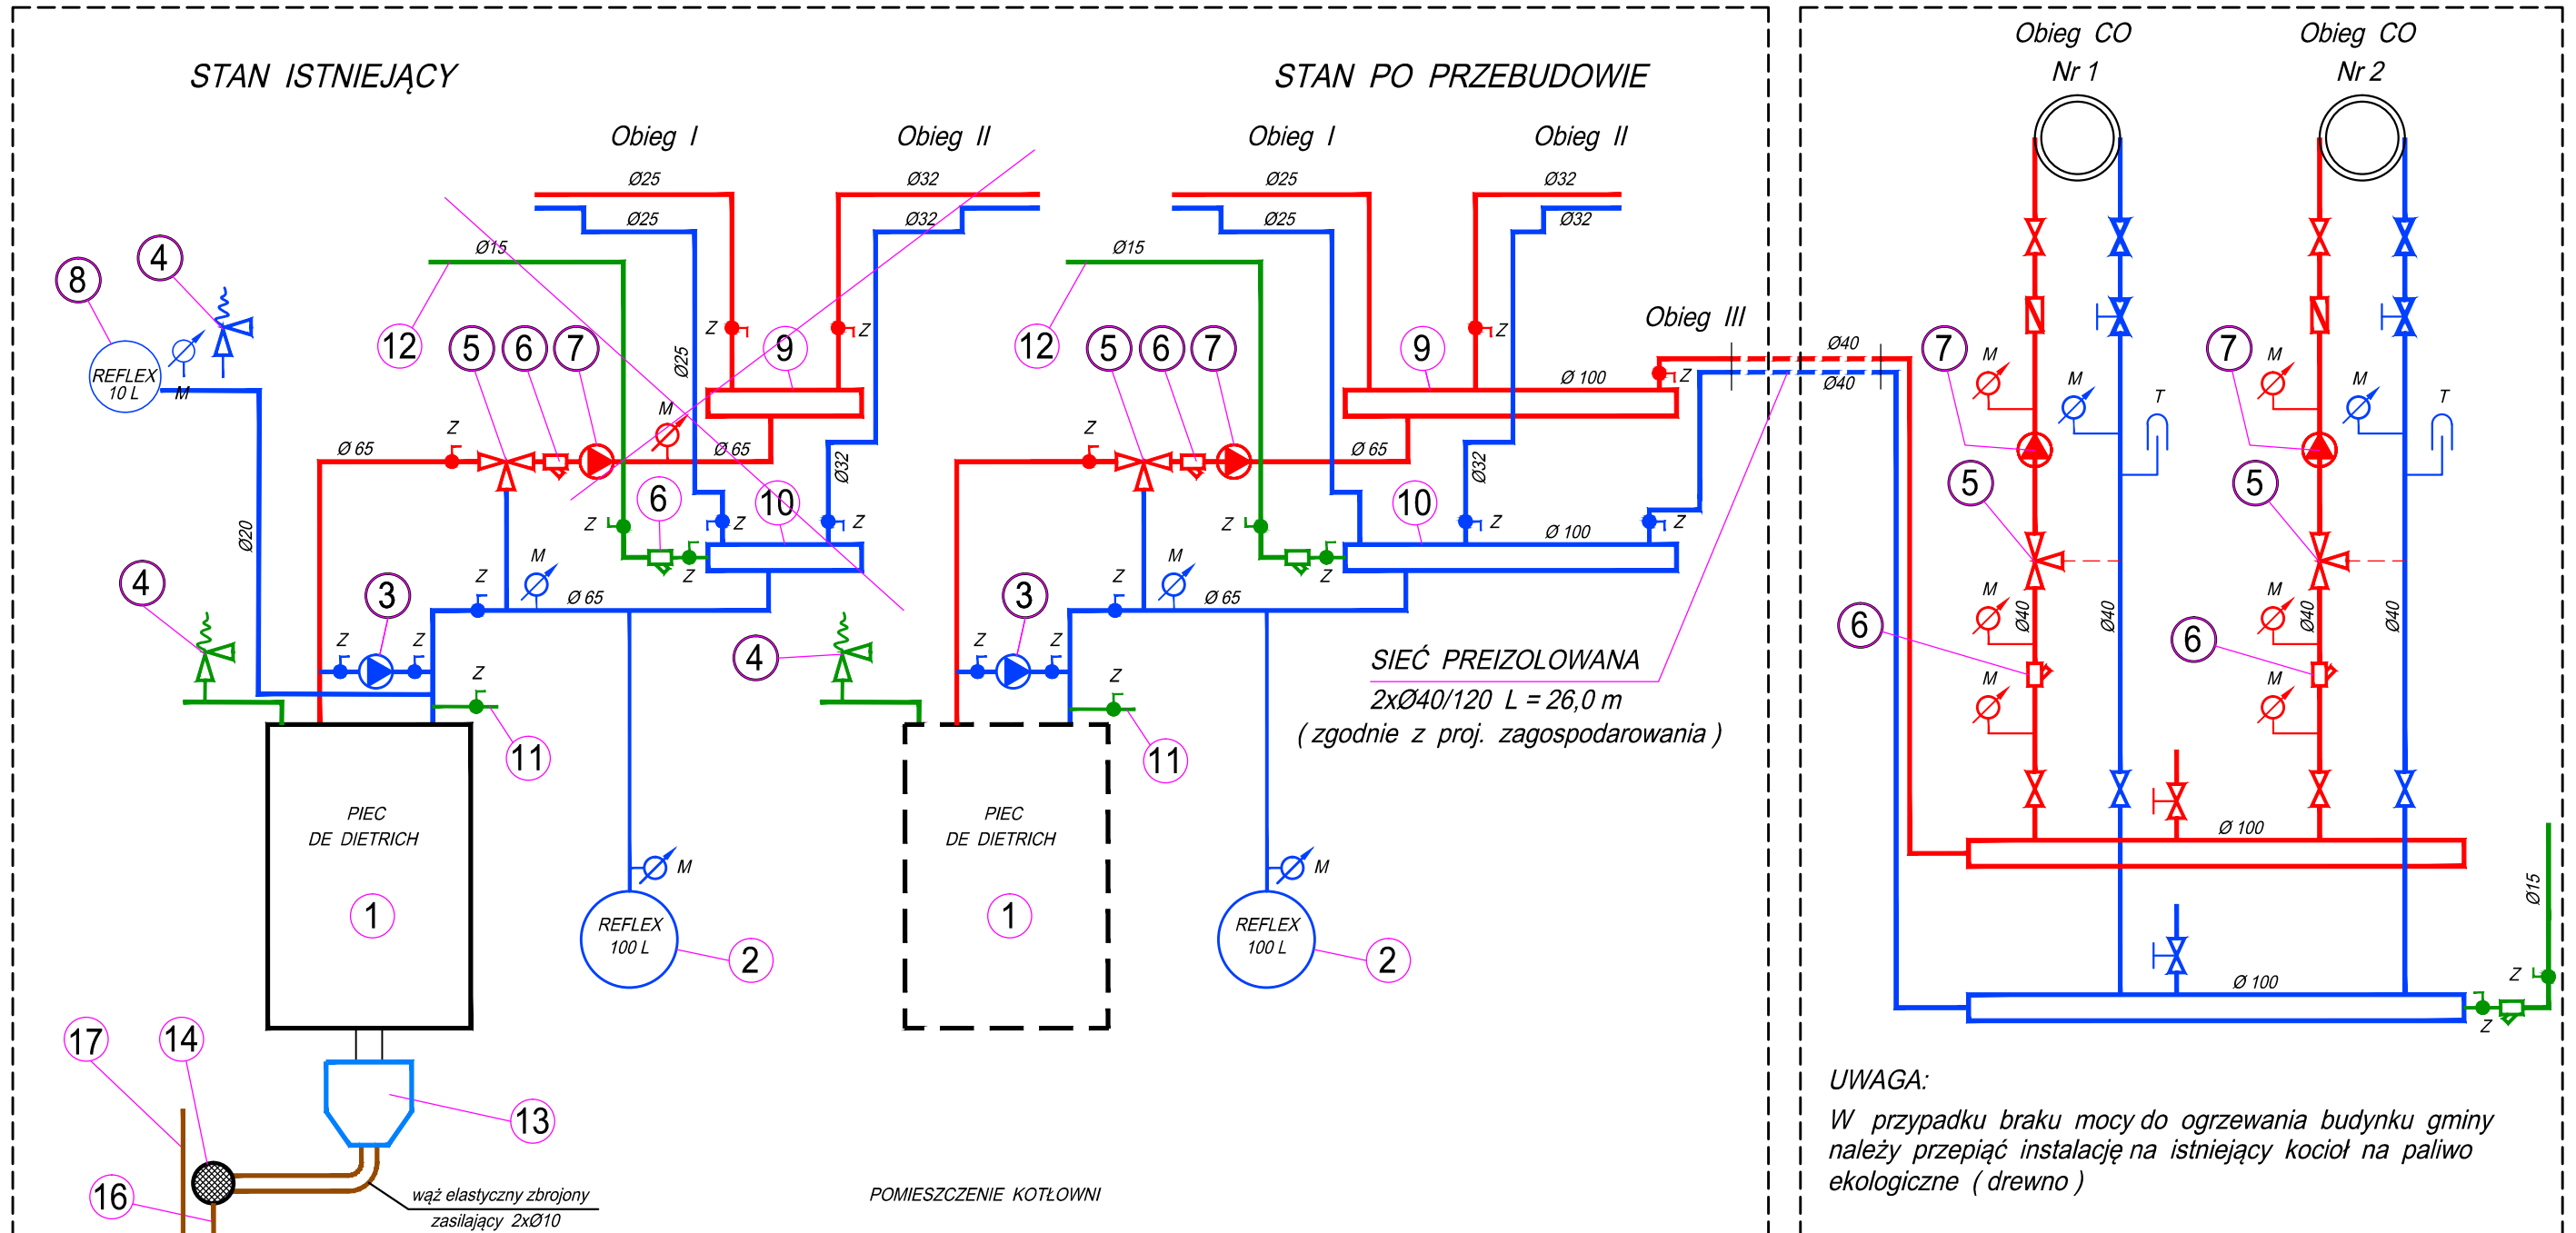 STAN ISTNIEJĄCY
STAN PO PRZEBUDOWIE
Obieg I
Obieg II
Obieg I
Obieg II
Obieg III
Obieg CO
Nr 1
Obieg CO
Nr 2
Ø25
Ø25
Ø32
Ø32
Ø15
Ø25
Ø25
Ø32
Ø32
Ø15
8
4
REFLEX
10 L
M
12
5
6
7
Z
Z
9
Ø25
M
Z
Ø 65
Ø 65
Ø32
6
Z
Z
10
Z
Z
Ø20
4
3
Z
Z
Z
M
Ø 65
Z
11
PIEC
DE DIETRICH
1
M
REFLEX
100 L
2
17
14
13
16
wąż elastyczny zbrojony
zasilający 2xØ10
12
5
6
7
9
Ø 100
Z
Z
Ø 65
Ø32
Z
Z
10
Z
Z
Ø 100
4
3
Z
Z
Z
M
Ø 65
Z
11
PIEC
DE DIETRICH
1
M
REFLEX
100 L
2
SIEĆ PREIZOLOWANA
2xØ40/120 L = 26,0 m
( zgodnie z proj. zagospodarowania )
POMIESZCZENIE KOTŁOWNI
Ø40
Ø40
7
M
M
T
5
M
Ø40
Ø40
6
M
7
M
M
T
5
M
Ø40
Ø40
6
M
Ø 100
Ø 100
Ø15
Z
Z
UWAGA:
W przypadku braku mocy do ogrzewania budynku gminy
należy przepiąć instalację na istniejący kocioł na paliwo
ekologiczne ( drewno )